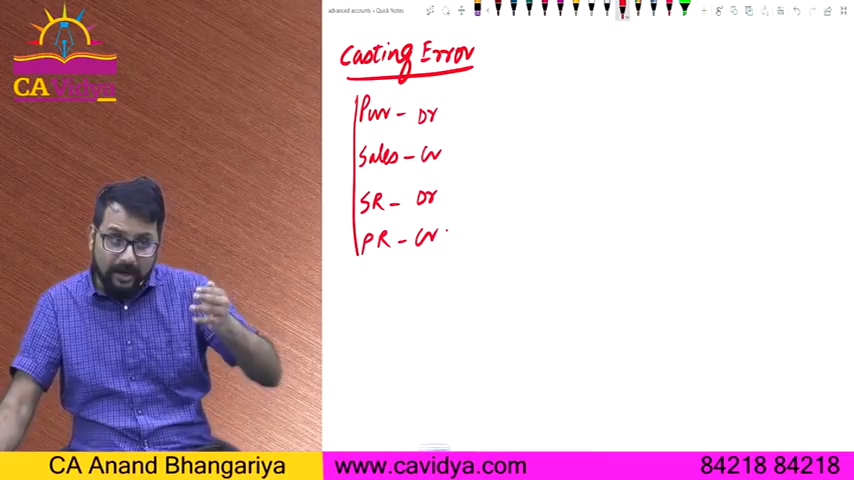 advanced accounts • Quick Notes
Casting Error
CA Vidya
Pur - Dr
Sales - Cr
SR - Dr
PR - Cr
CA Anand Bhangariya
www.cavidya.com
84218 84218